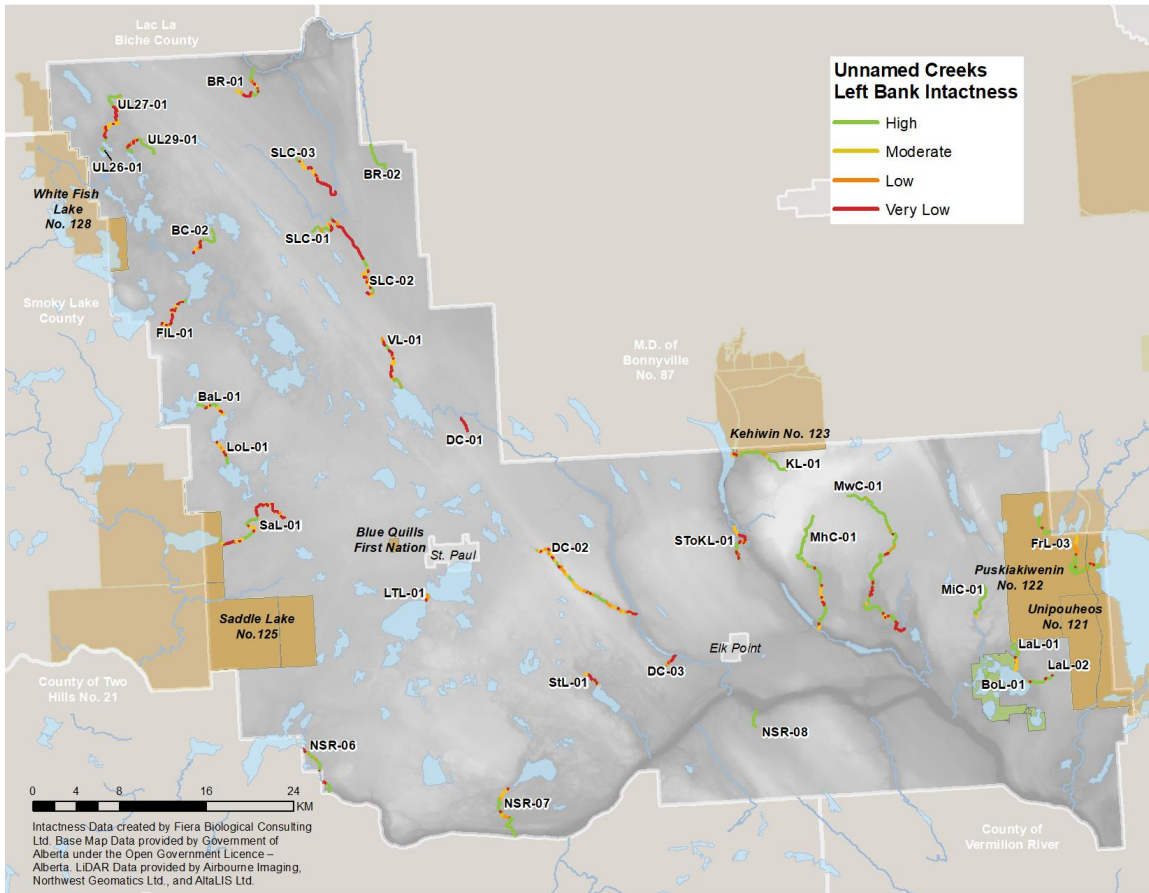 Lac La
Biche County
Unnamed Creeks
Left Bank Intactness
High
Moderate
Low
Very Low
BR-01
UL27-01
UL29-01
UL26-01
SLC-03
BR-02
White Fish
Lake
No. 128
BC-02
SLC-01
SLC-02
Smoky Lake
County
FIL-01
VL-01
M.D. of
Bonnyville
No. 87
BaL-01
DC-01
LoL-01
Kehiwin No. 123
KL-01
MwC-01
SaL-01
Blue Quills
First Nation
St. Paul
DC-02
SToKL-01
MhC-01
FrL-03
Puskiakiwenin
No. 122
MiC-01
LTL-01
Unipouheos
No. 121
Saddle Lake
No.125
Elk Point
LaL-01
LaL-02
DC-03
StL-01
BoL-01
County of Two
Hills No. 21
NSR-08
NSR-06
NSR-07
0 2 4 8 16 24
KM
County of
Vermilion River
Intactness Data created by Fiera Biological Consulting
Ltd. Base Map Data provided by Government of
Alberta under the Open Government Licence –
Alberta. LiDAR Data provided by Airbourne Imaging,
Northwest Geomatics Ltd., and AltaLIS Ltd.